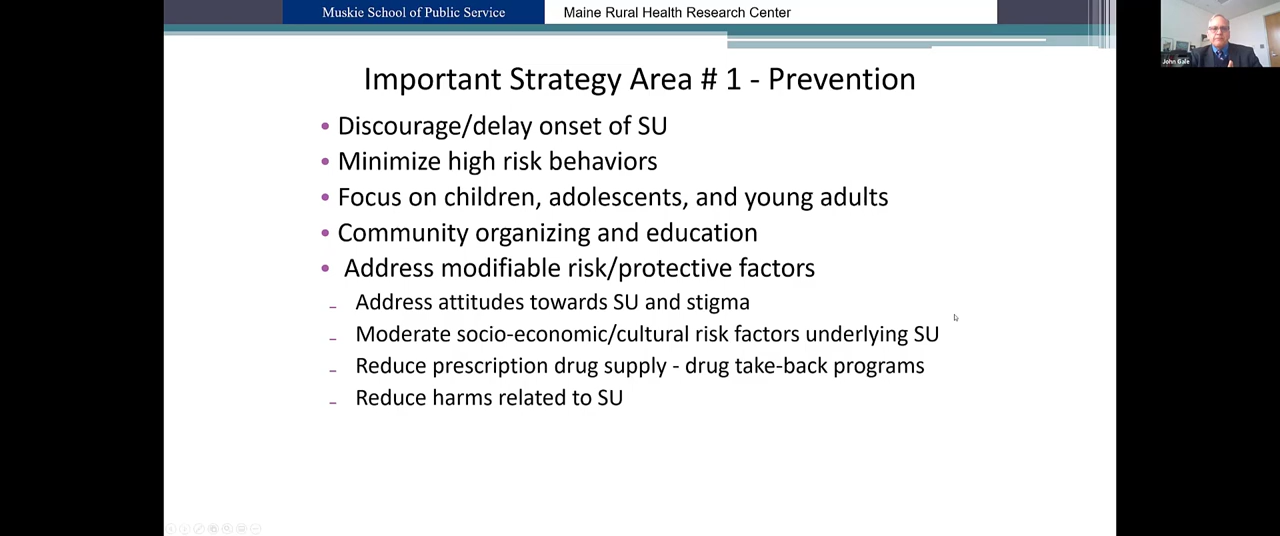 Muskie School of Public Service
Maine Rural Health Research Center
John Gale
Important Strategy Area # 1 - Prevention
• Discourage/delay onset of SU
• Minimize high risk behaviors
• Focus on children, adolescents, and young adults
• Community organizing and education
• Address modifiable risk/protective factors
– Address attitudes towards SU and stigma
– Moderate socio-economic/cultural risk factors underlying SU
– Reduce prescription drug supply - drug take-back programs
– Reduce harms related to SU